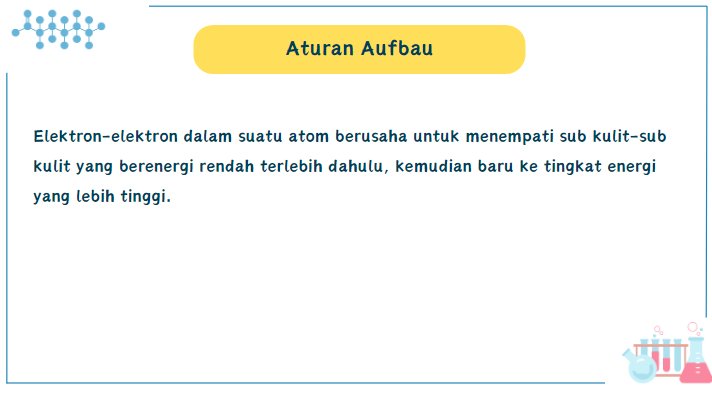 Aturan Aufbau
Elektron-elektron dalam suatu atom berusaha untuk menempati sub kulit-sub
kulit yang berenergi rendah terlebih dahulu, kemudian baru ke tingkat energi
yang lebih tinggi.